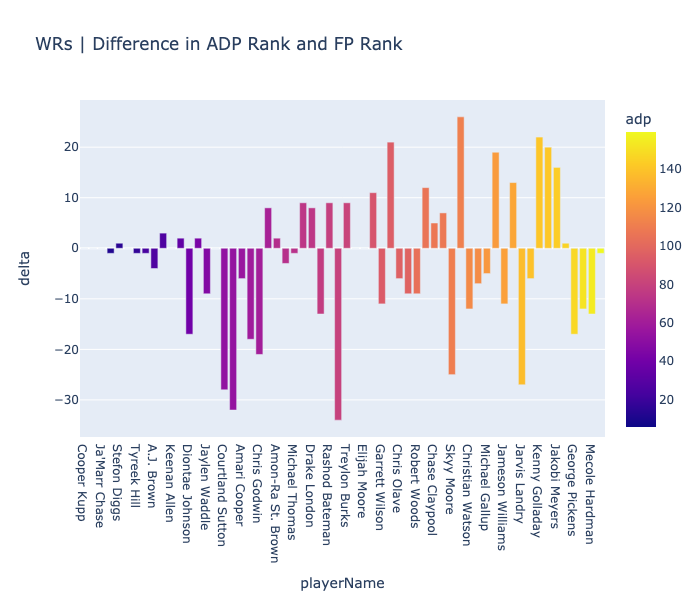 WRs | Difference in ADP Rank and FP Rank
adp
20
10
0
−10
−20
−30
delta
140
120
100
80
60
40
20
Cooper Kupp
Ja'Marr Chase
Stefon Diggs
Tyreek Hill
A.J. Brown
Keenan Allen
Diontae Johnson
Jaylen Waddle
Courtland Sutton
Amari Cooper
Chris Godwin
Amon-Ra St. Brown
Michael Thomas
Drake London
Rashod Bateman
Treylon Burks
Elijah Moore
Garrett Wilson
Chris Olave
Robert Woods
Chase Claypool
Skyy Moore
Christian Watson
Michael Gallup
Jameson Williams
Jarvis Landry
Kenny Golladay
Jakobi Meyers
George Pickens
Mecole Hardman
playerName